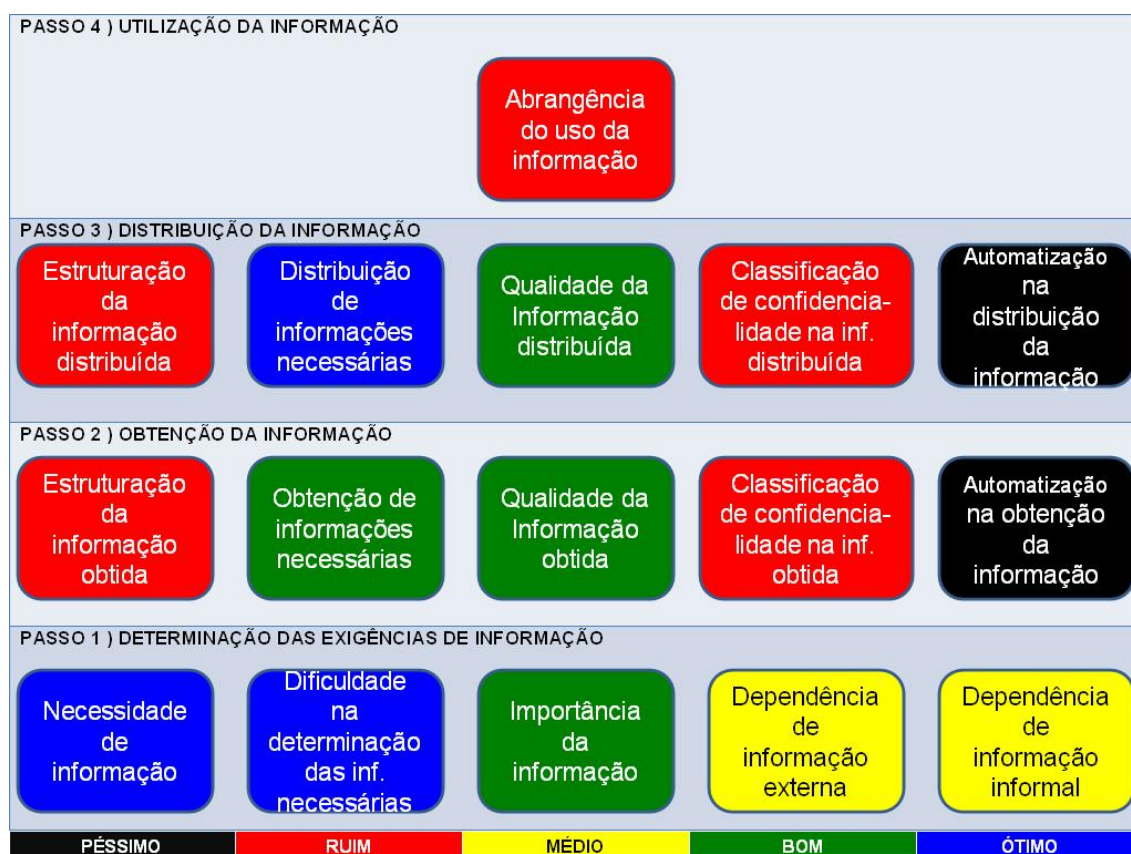 PASSO 4 ) UTILIZAÇÃO DA INFORMAÇÃO
Abrangência
do uso da
informação
PASSO 3 ) DISTRIBUIÇÃO DA INFORMAÇÃO
Estruturação
da
informação
distribuída
Distribuição
de
informações
necessárias
Qualidade da
Informação
distribuída
Classificação
de confidencia-
lidade na inf.
distribuída
Automatização
na
distribuição
da
informação
PASSO 2 ) OBTENÇÃO DA INFORMAÇÃO
Estruturação
da
informação
obtida
Obtenção de
informações
necessárias
Qualidade da
Informação
obtida
Classificação
de confidencia-
lidade na inf.
obtida
Automatização
na obtenção
da
informação
PASSO 1 ) DETERMINAÇÃO DAS EXIGÊNCIAS DE INFORMAÇÃO
Necessidade
de
informação
Dificuldade
na
determinação
das inf.
necessárias
Importância
da
informação
Dependência
de
informação
externa
Dependência
de
informação
informal
PÉSSIMO
RUIM
MÉDIO
BOM
ÓTIMO